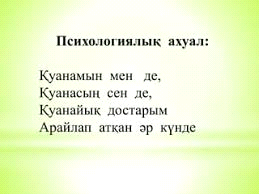 Психологиялық ахуал:
Қуанамын мен де,
Қуанасың сен де,
Қуанайық достарым
Арайлап атқан әр күнде